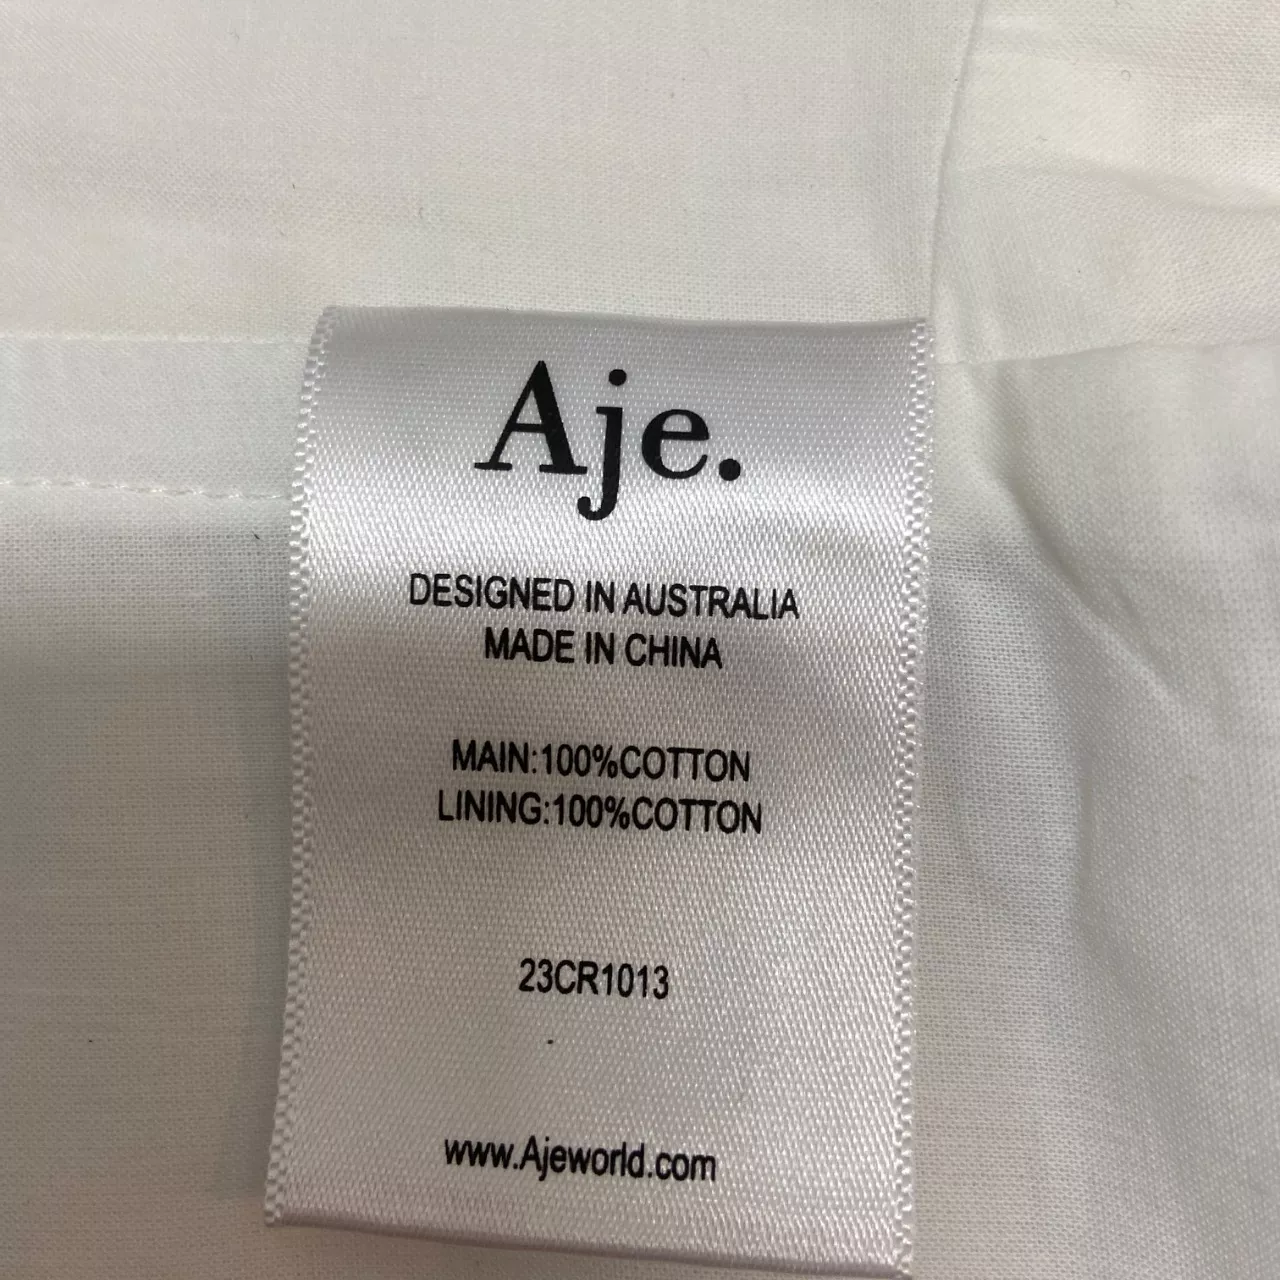 Aje.
DESIGNED IN AUSTRALIA
MADE IN CHINA
MAIN:100%COTTON
LINING:100%COTTON
23CR1013
www.Ajeworld.com